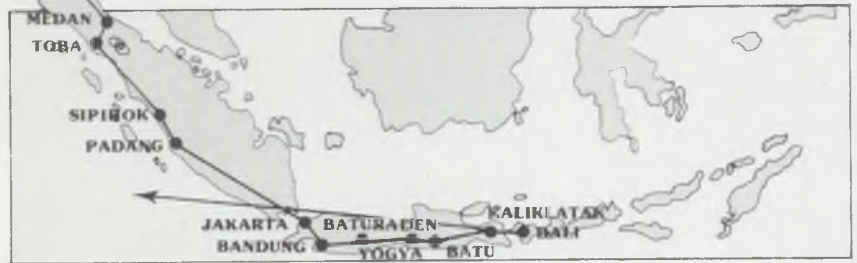 MEDAN
TOBA
SIPIROK
PADANG
JAKARTA
BATURADEN
KALIKLATAK
BANDUNG
YOGYA
BATU
BALI